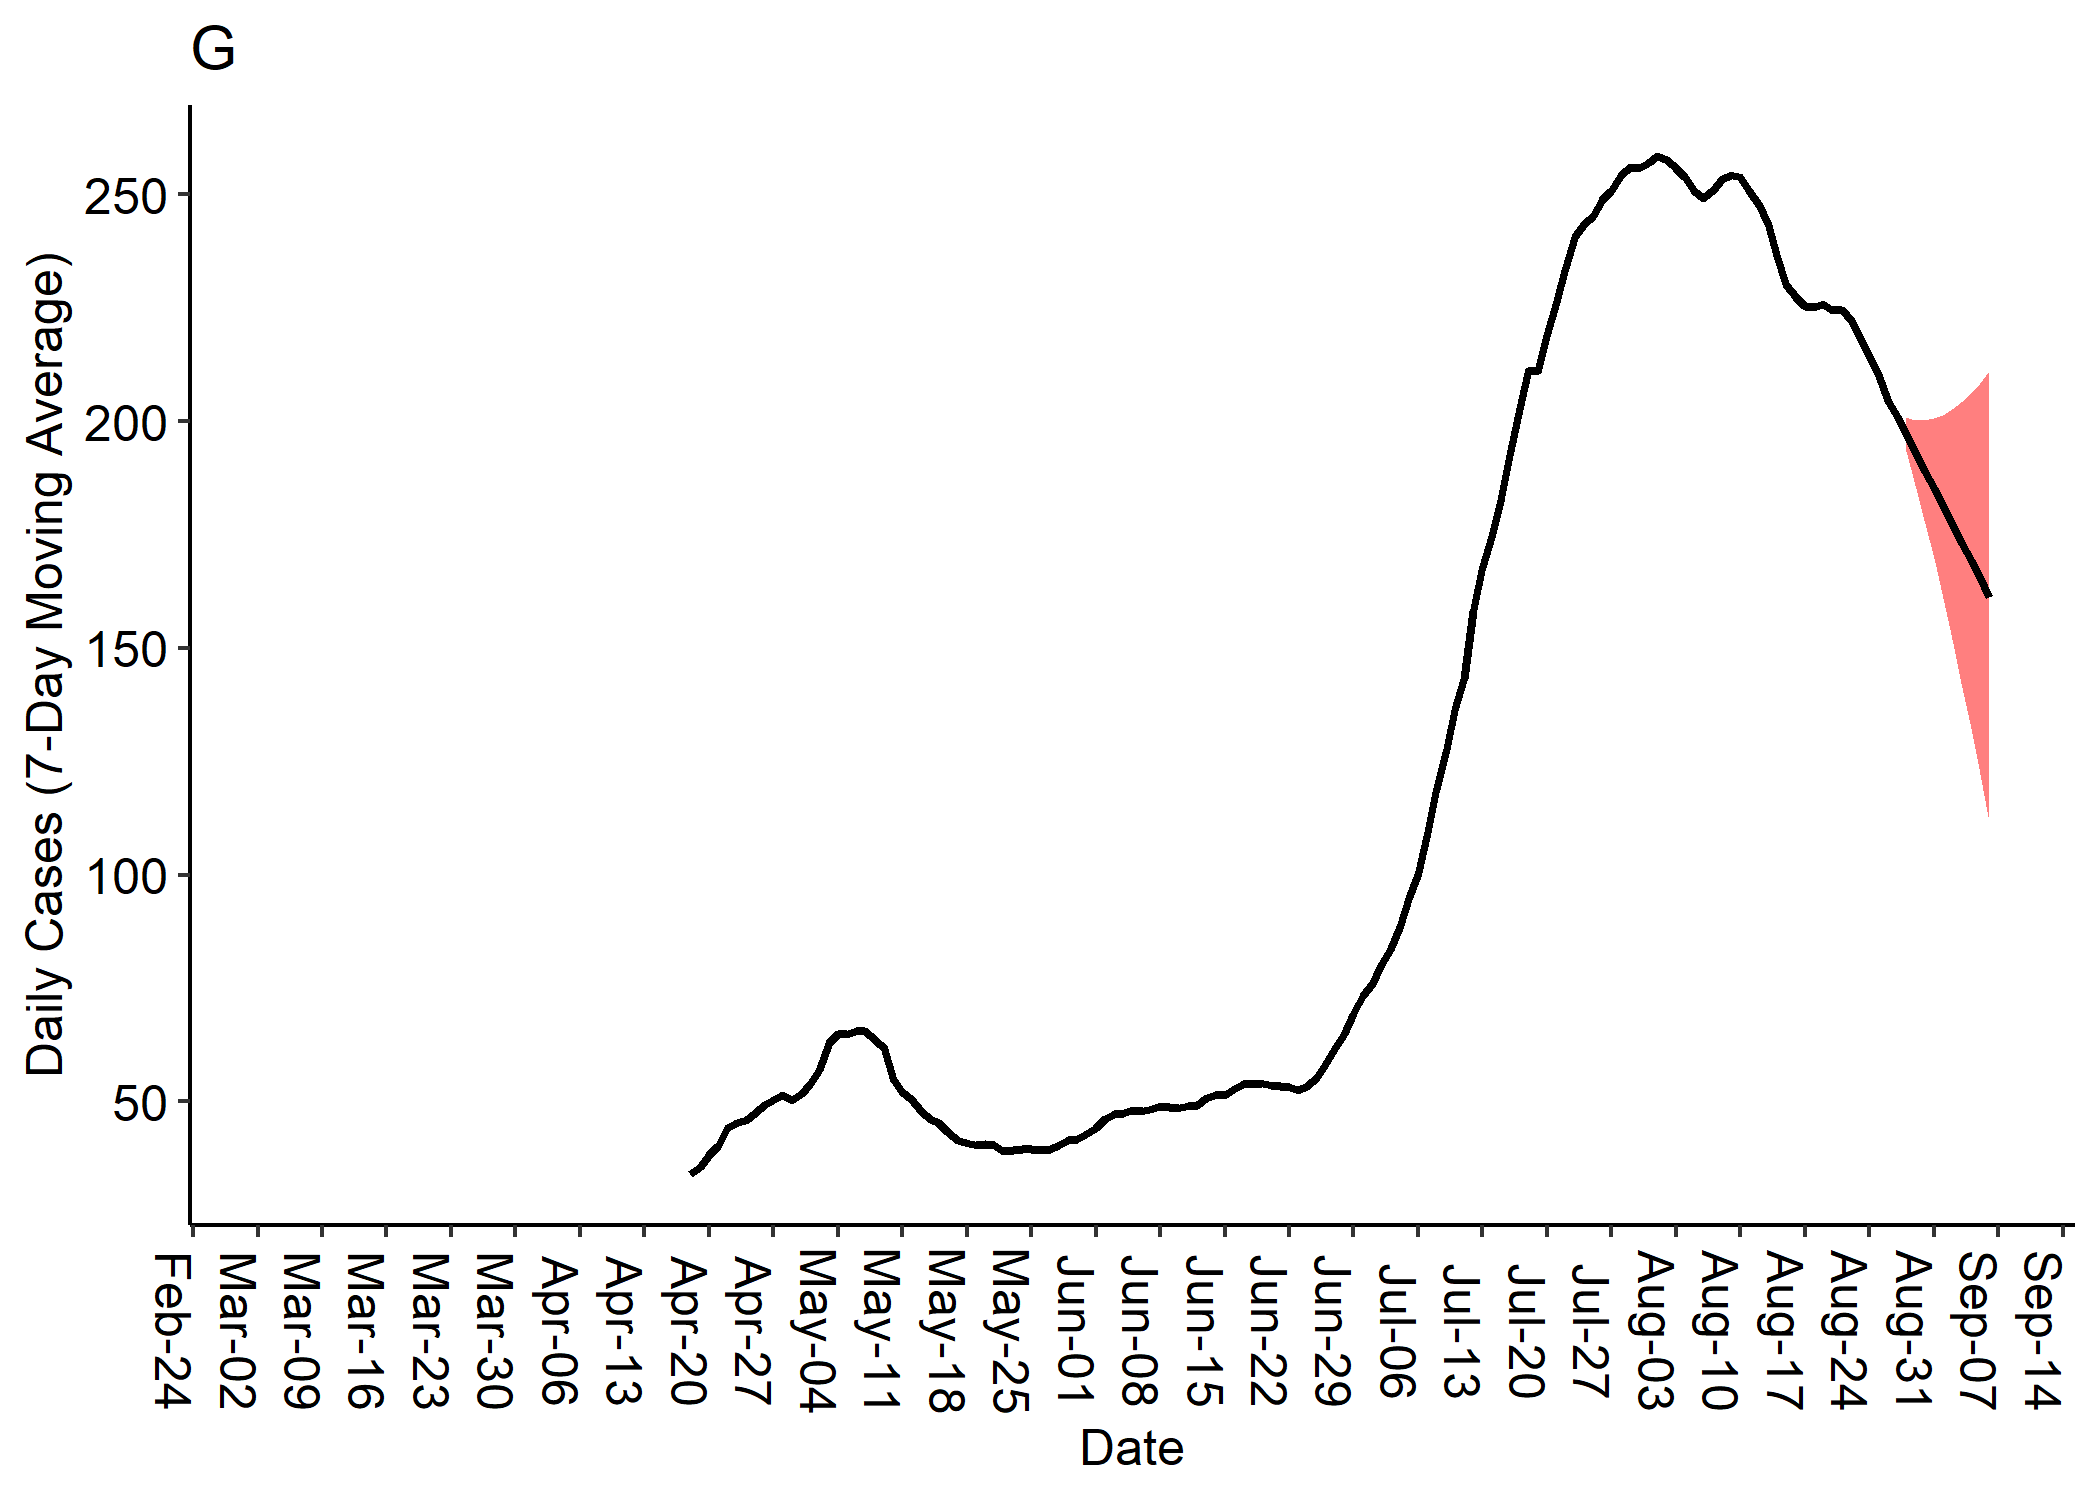 G
Daily Cases (7-Day Moving Average)
250
200
150
100
50
Feb-24
Mar-02
Mar-09
Mar-16
Mar-23
Mar-30
Apr-06
Apr-13
Apr-20
Apr-27
May-04
May-11
May-18
May-25
Jun-01
Jun-08
Jun-15
Jun-22
Jun-29
Jul-06
Jul-13
Jul-20
Jul-27
Aug-03
Aug-10
Aug-17
Aug-24
Aug-31
Sep-07
Sep-14
Date